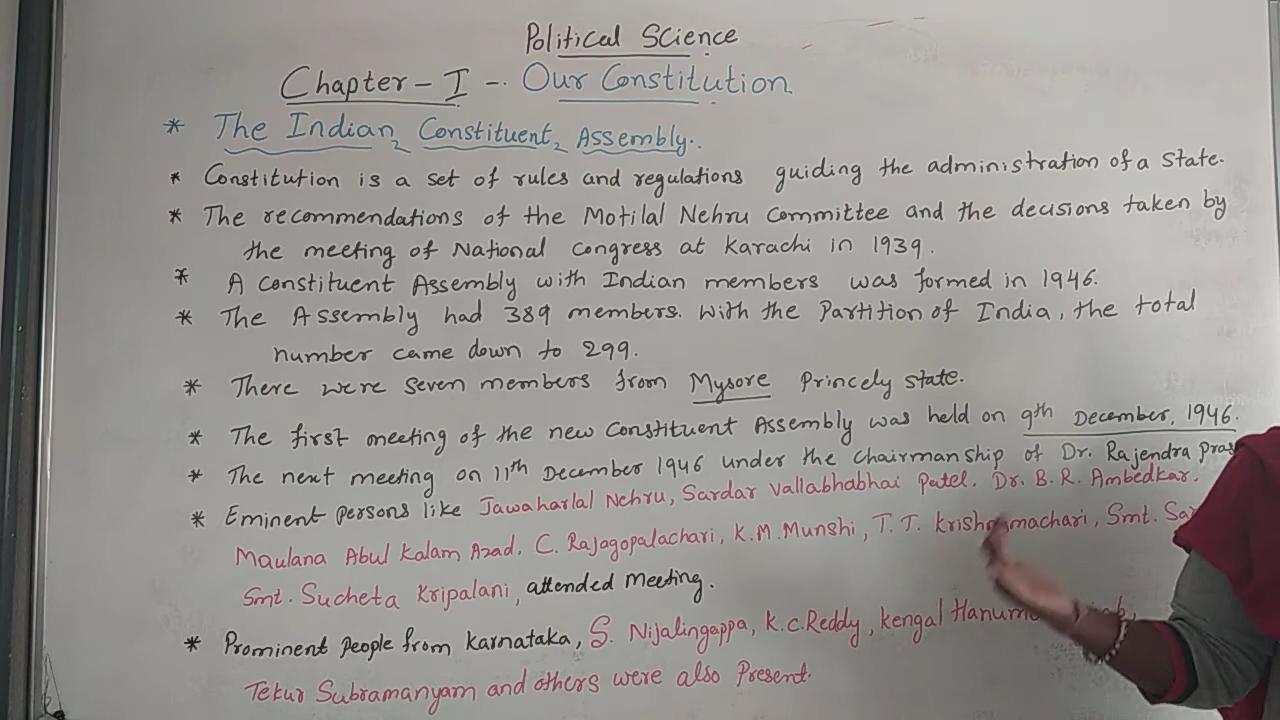 Political Science
Chapter - I - Our Constitution
* The Indian Constituent Assembly.
* Constitution is a set of rules and regulations guiding the administration of a state.
* The recommendations of the Motilal Nehru Committee and the decisions taken by
the meeting of National Congress at Karachi in 1939.
* A Constituent Assembly with Indian members was formed in 1946.
* The Assembly had 389 members. With the Partition of India, the total
number came down to 299.
* There were seven members from Mysore Princely state.
* The first meeting of the new Constituent Assembly was held on 9th December, 1946.
* The next meeting on 11th December 1946 under the chairmanship of Dr. Rajendra
* Eminent persons like Jawaharlal Nehru, Sardar Vallabhabhai Patel. Dr. B. R. Ambedkar.
Maulana Abul Kalam Azad. C. Rajagopalachari, K.M.Munshi, T. T. Smt.
Smt. Sucheta Kripalani, attended meeting.
* Prominent People from Karnataka, S. Nijalingappa, K.C.Reddy, Kengal
Tekur Subramanyam and others were also Present.